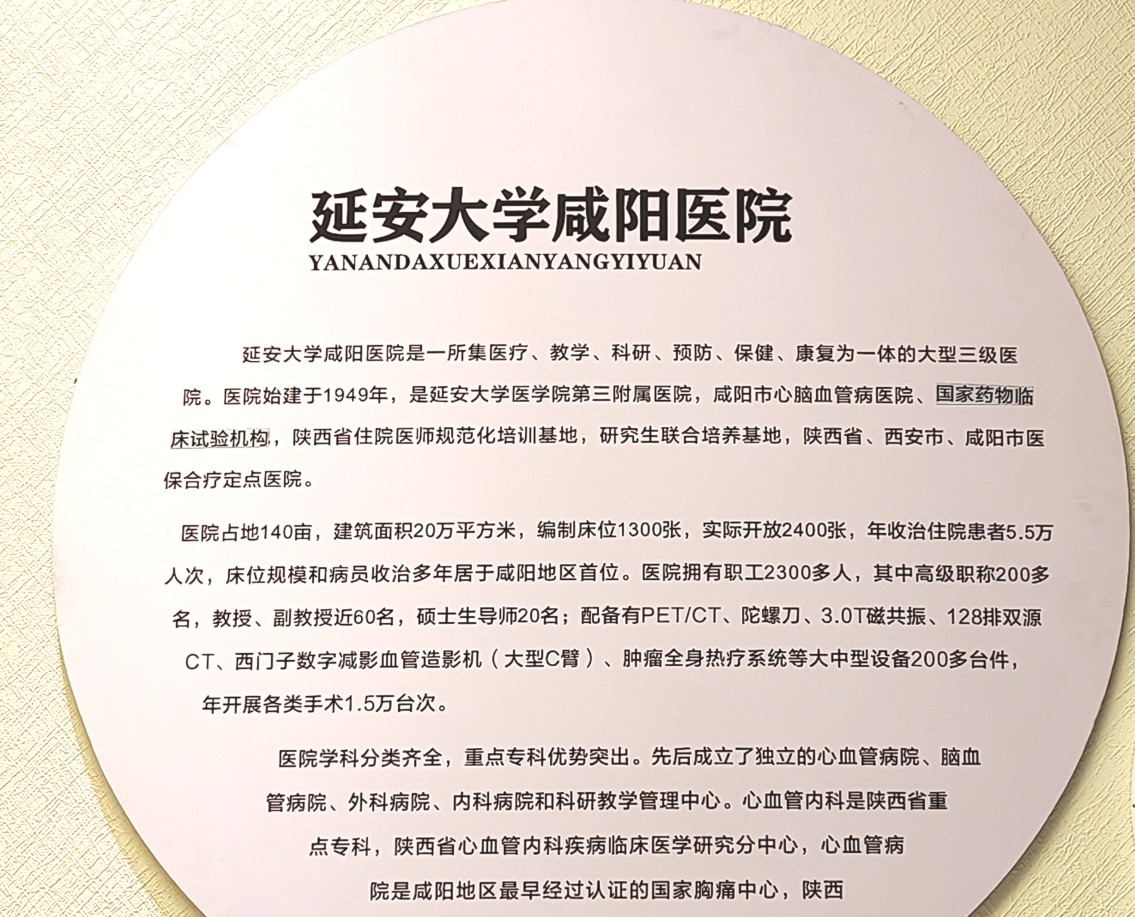 延安大学咸阳医院
YANANDAXUEXIANYANGYIYUAN
延安大学咸阳医院是一所集医疗、教学、科研、预防、保健、康复为一体的大型三级医
院。医院始建于1949年，是延安大学医学院第三附属医院，咸阳市心脑血管病医院、国家药物临
床试验机构，陕西省住院医师规范化培训基地，研究生联合培养基地，陕西省、西安市、咸阳市医
保合疗定点医院。
医院占地140亩，建筑面积20万平方米，编制床位1300张，实际开放2400张，年收治住院患者5.5万
人次，床位规模和病员收治多年居于咸阳地区首位。医院拥有职工2300多人，其中高级职称200多
名，教授、副教授近60名，硕士生导师20名；配备有PET/CT、陀螺刀、3.0T磁共振、128排双源
CT、西门子数字减影血管造影机（大型C臂）、肿瘤全身热疗系统等大中型设备200多台件，
年开展各类手术1.5万台次。
医院学科分类齐全，重点专科优势突出。先后成立了独立的心血管病院、脑血
管病院、外科病院、内科病院和科研教学管理中心。心血管内科是陕西省重
点专科，陕西省心血管内科疾病临床医学研究分中心，心血管病
院是咸阳地区最早经过认证的国家胸痛中心，陕西